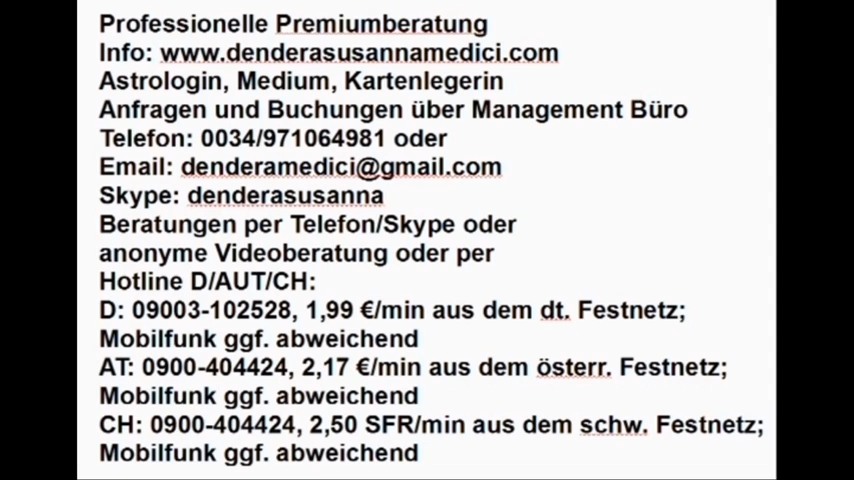 Professionelle Premiumberatung
Info: www.denderasusannamedici.com
Astrologin, Medium, Kartenlegerin
Anfragen und Buchungen über Management Büro
Telefon: 0034/971064981 oder
Email: denderamedici@gmail.com
Skype: denderasusanna
Beratungen per Telefon/Skype oder
anonyme Videoberatung oder per
Hotline D/AUT/CH:
D: 09003-102528, 1,99 €/min aus dem dt. Festnetz;
Mobilfunk ggf. abweichend
AT: 0900-404424, 2,17 €/min aus dem österr. Festnetz;
Mobilfunk ggf. abweichend
CH: 0900-404424, 2,50 SFR/min aus dem schw. Festnetz;
Mobilfunk ggf. abweichend